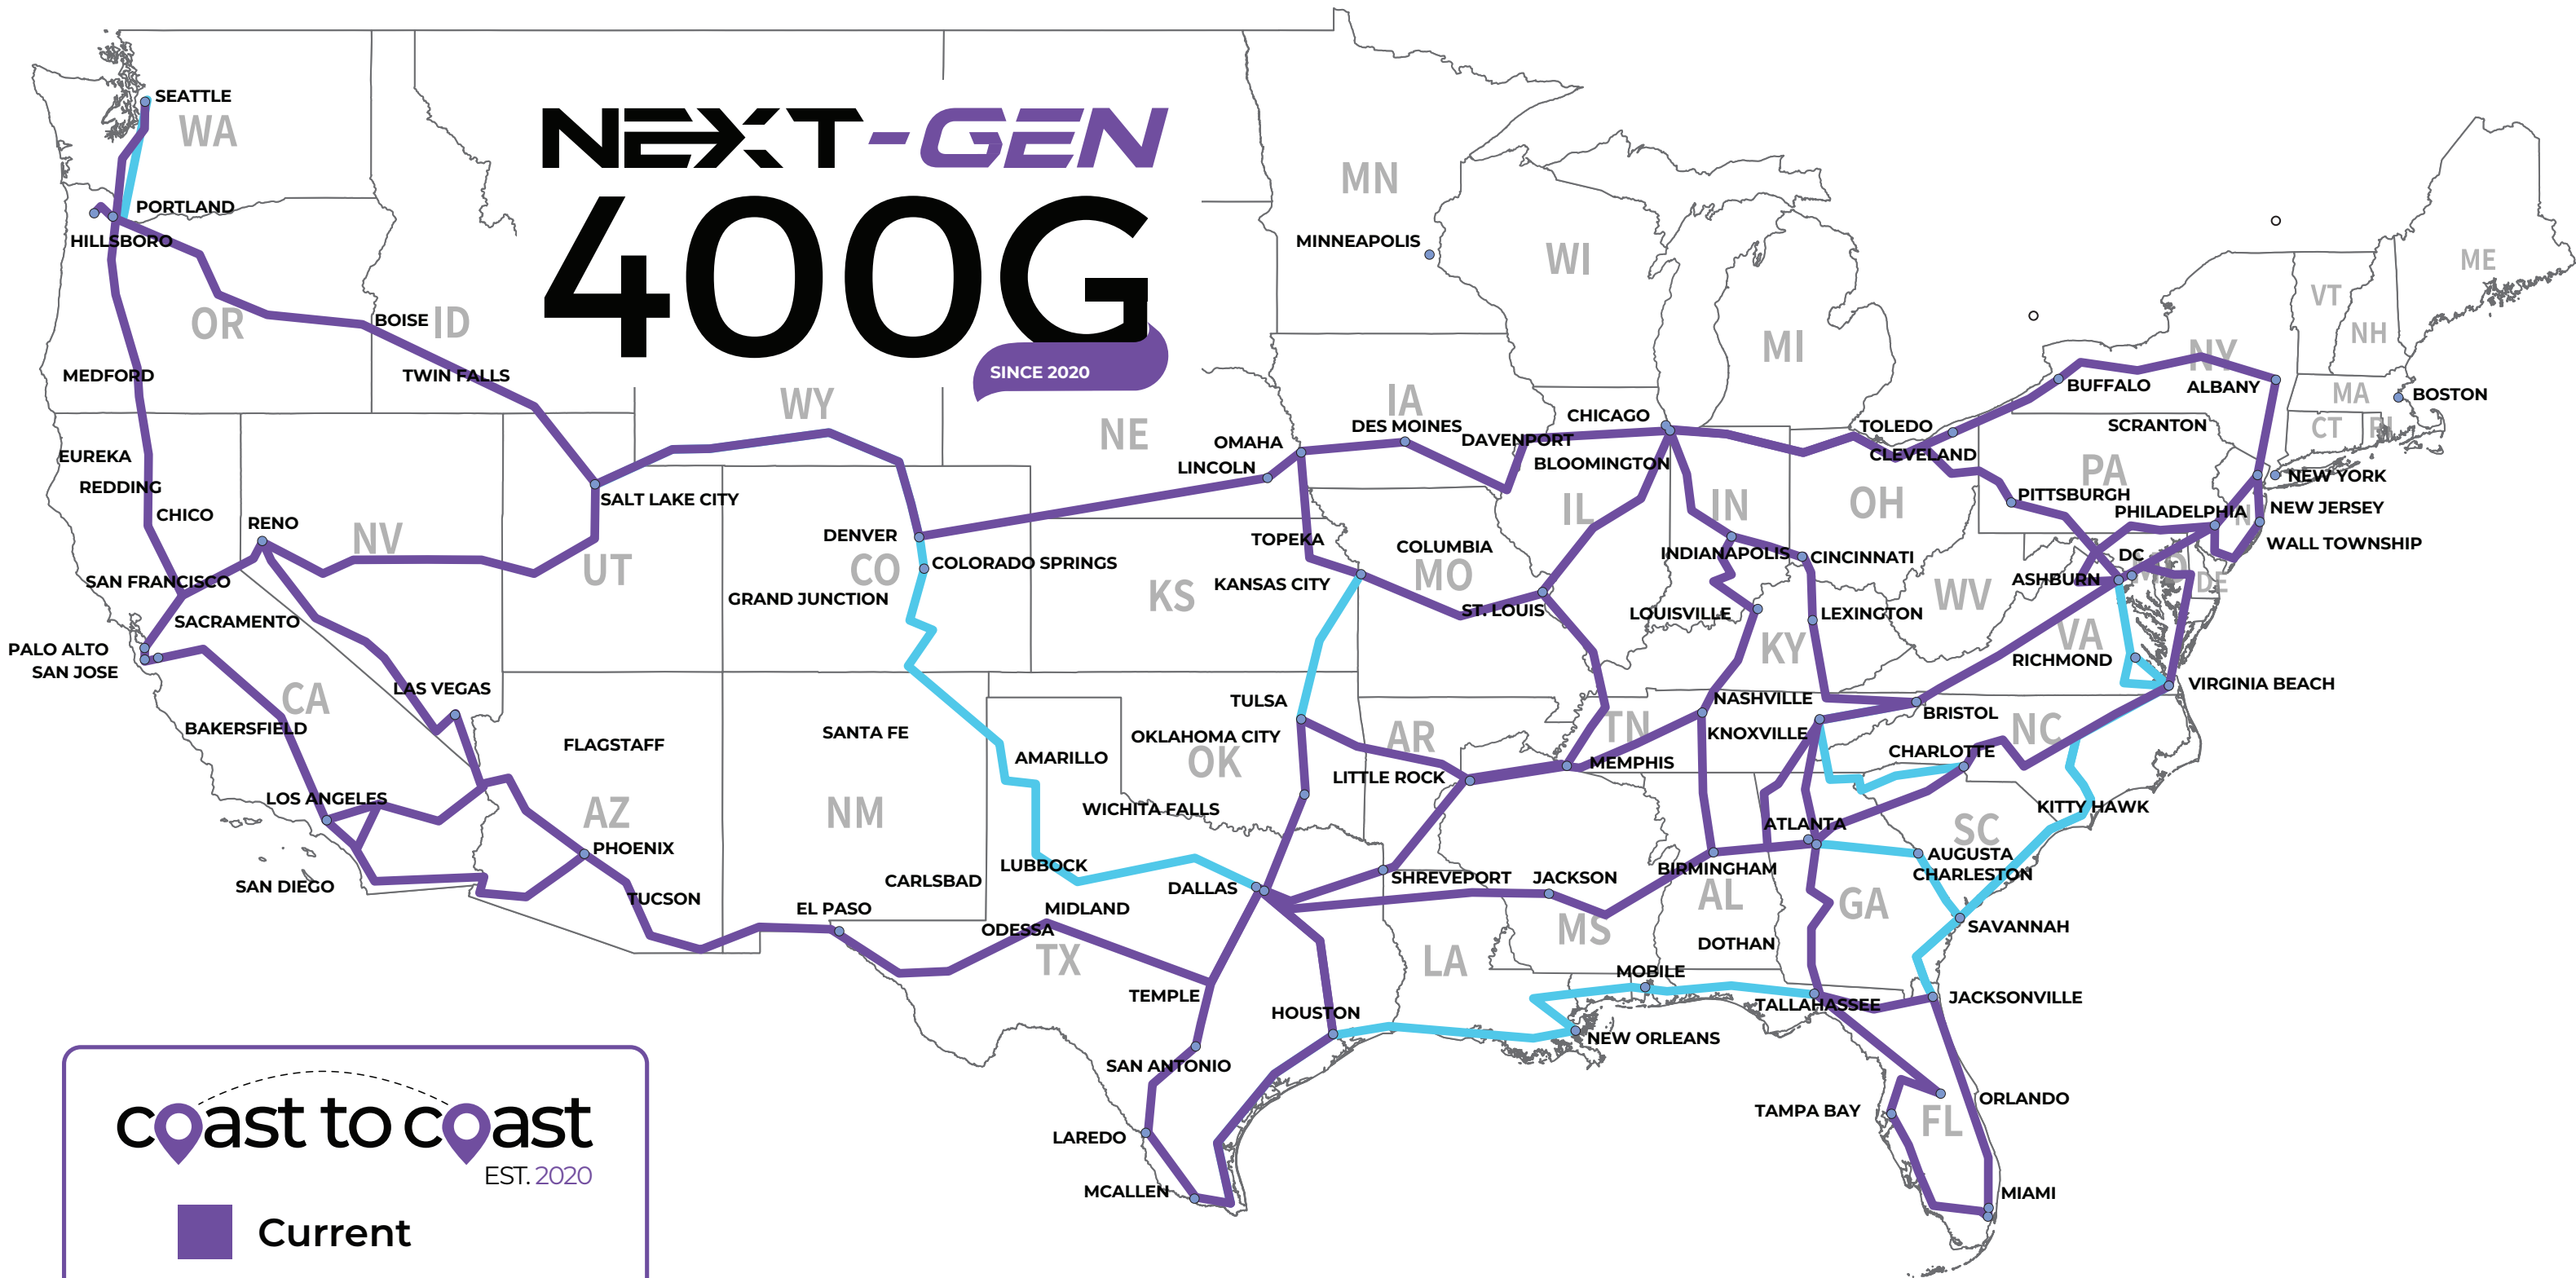 NEXT-GEN
400G
SINCE 2020
SEATTLE
WA
PORTLAND
HILLSBORO
OR
BOISE
ID
MEDFORD
TWIN FALLS
EUREKA
REDDING
CHICO
RENO
NV
SALT LAKE CITY
UT
WY
SAN FRANCISCO
SACRAMENTO
PALO ALTO
SAN JOSE
CA
LAS VEGAS
BAKERSFIELD
LOS ANGELES
SAN DIEGO
FLAGSTAFF
AZ
PHOENIX
TUCSON
DENVER
CO
COLORADO SPRINGS
GRAND JUNCTION
SANTA FE
NM
CARLSBAD
EL PASO
NE
OMAHA
LINCOLN
KS
TOPEKA
KANSAS CITY
TULSA
OKLAHOMA CITY
OK
AMARILLO
WICHITA FALLS
LUBBOCK
DALLAS
MIDLAND
ODESSA
TX
TEMPLE
HOUSTON
SAN ANTONIO
LAREDO
MCALLEN
MN
MINNEAPOLIS
WI
MI
IA
DES MOINES
DAVENPORT
CHICAGO
BLOOMINGTON
IL
IN
COLUMBIA
MO
ST. LOUIS
INDIANAPOLIS
CINCINNATI
LOUISVILLE
LEXINGTON
KY
OH
TOLEDO
CLEVELAND
AR
LITTLE ROCK
TN
MEMPHIS
NASHVILLE
KNOXVILLE
BRISTOL
SHREVEPORT
JACKSON
MS
LA
BIRMINGHAM
AL
ATLANTA
GA
DOTHAN
MOBILE
NEW ORLEANS
TALLAHASSEE
JACKSONVILLE
ORLANDO
TAMPA BAY
FL
MIAMI
CHARLOTTE
NC
SC
KITTY HAWK
AUGUSTA
CHARLESTON
SAVANNAH
WV
VA
RICHMOND
VIRGINIA BEACH
ASHBURN
DC
MD
DE
PITTSBURGH
PA
PHILADELPHIA
SCRANTON
BUFFALO
NY
ALBANY
NEW YORK
NEW JERSEY
WALL TOWNSHIP
VT
NH
ME
MA
BOSTON
CT
RI
coast to coast
EST. 2020
Current